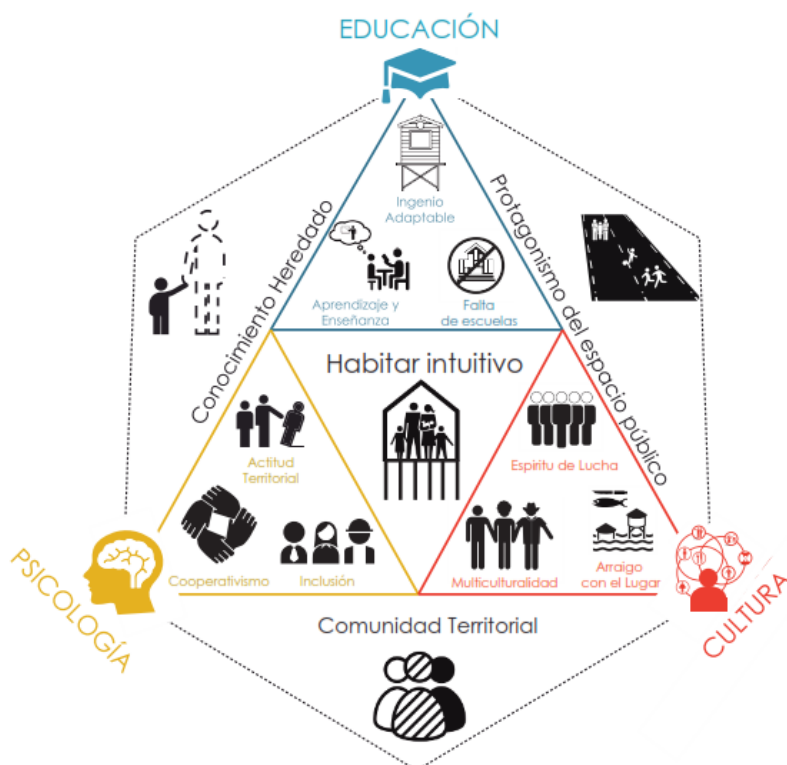 EDUCACIÓN
Ingenio
Adaptable
Conocimiento Heredado
Protagonismo del espacio público
Aprendizaje y
Enseñanza
Falta
de escuelas
Habitar intuitivo
Actitud
Territorial
Espiritu de Lucha
Cooperativismo
Inclusión
Multiculturalidad
Arraigo
con el Lugar
PSICOLOGÍA
CULTURA
Comunidad Territorial